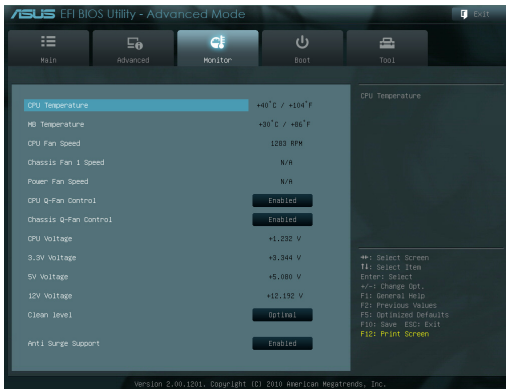 ASUS EFI BIOS Utility - Advanced Mode
Exit
Main Advanced Monitor Boot Tool
CPU Temperature +40°C / +104°F
MB Temperature +30°C / +86°F
CPU Fan Speed 1283 RPM
Chassis Fan 1 Speed N/A
Power Fan Speed N/A
CPU Q-Fan Control Enabled
Chassis Q-Fan Control Enabled
CPU Voltage +1.232 V
3.3V Voltage +3.344 V
5V Voltage +5.080 V
12V Voltage +12.192 V
Clean level Optimal
Anti Surge Support Enabled
CPU Temperature
→←: Select Screen
↑↓: Select Item
Enter: Select
+/-: Change Opt.
F1: General Help
F2: Previous Values
F5: Optimized Defaults
F10: Save ESC: Exit
F12: Print Screen
Version 2.00.1201. Copyright (C) 2010 American Megatrends, Inc.